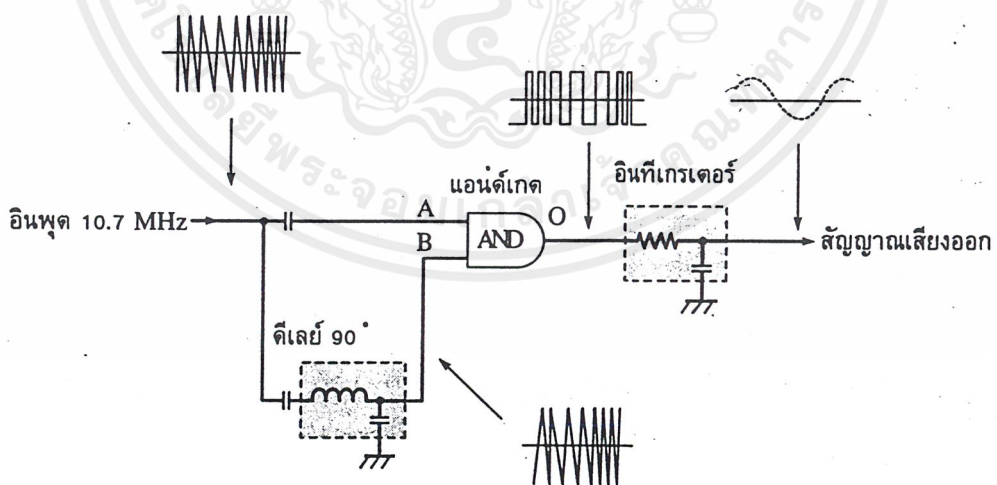 แอนด์เกต
อินทีเกรเตอร์
อินพุต 10.7 MHz
A
B
AND
O
สัญญาณเสียงออก
ดีเลย์ 90°